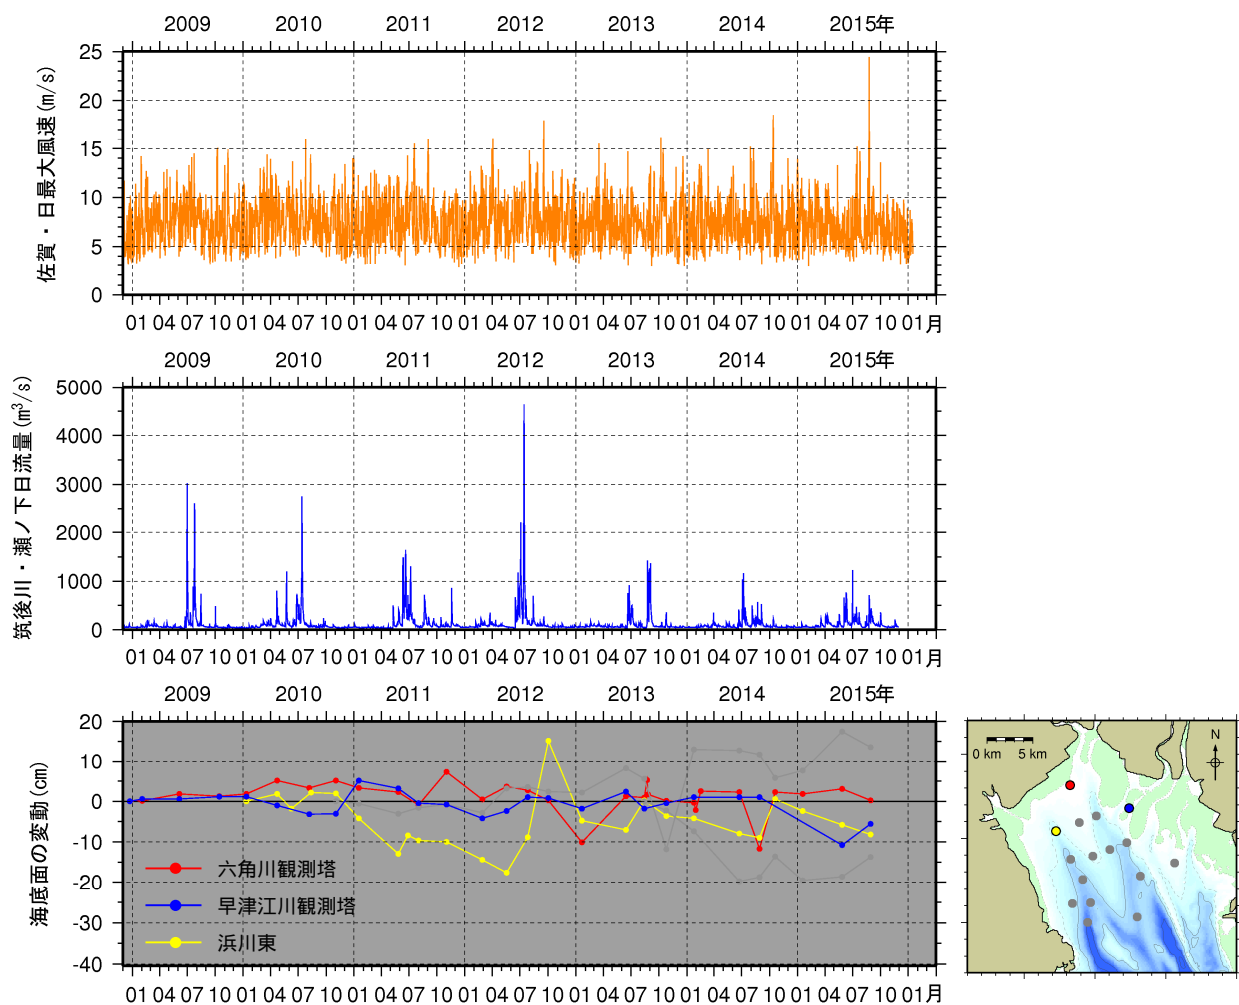 2009 2010 2011 2012 2013 2014 2015年
佐賀・日最大風速(m/s)
25
20
15
10
5
0
01 04 07 10 01 04 07 10 01 04 07 10 01 04 07 10 01 04 07 10 01 04 07 10 01 04 07 10 01月
2009 2010 2011 2012 2013 2014 2015年
筑後川・瀬ノ下日流量(m³/s)
5000
4000
3000
2000
1000
0
01 04 07 10 01 04 07 10 01 04 07 10 01 04 07 10 01 04 07 10 01 04 07 10 01 04 07 10 01月
2009 2010 2011 2012 2013 2014 2015年
海底面の変動(cm)
20
10
0
-10
-20
-30
-40
六角川観測塔
早津江川観測塔
浜川東
01 04 07 10 01 04 07 10 01 04 07 10 01 04 07 10 01 04 07 10 01 04 07 10 01 04 07 10 01月
0 km 5 km
N